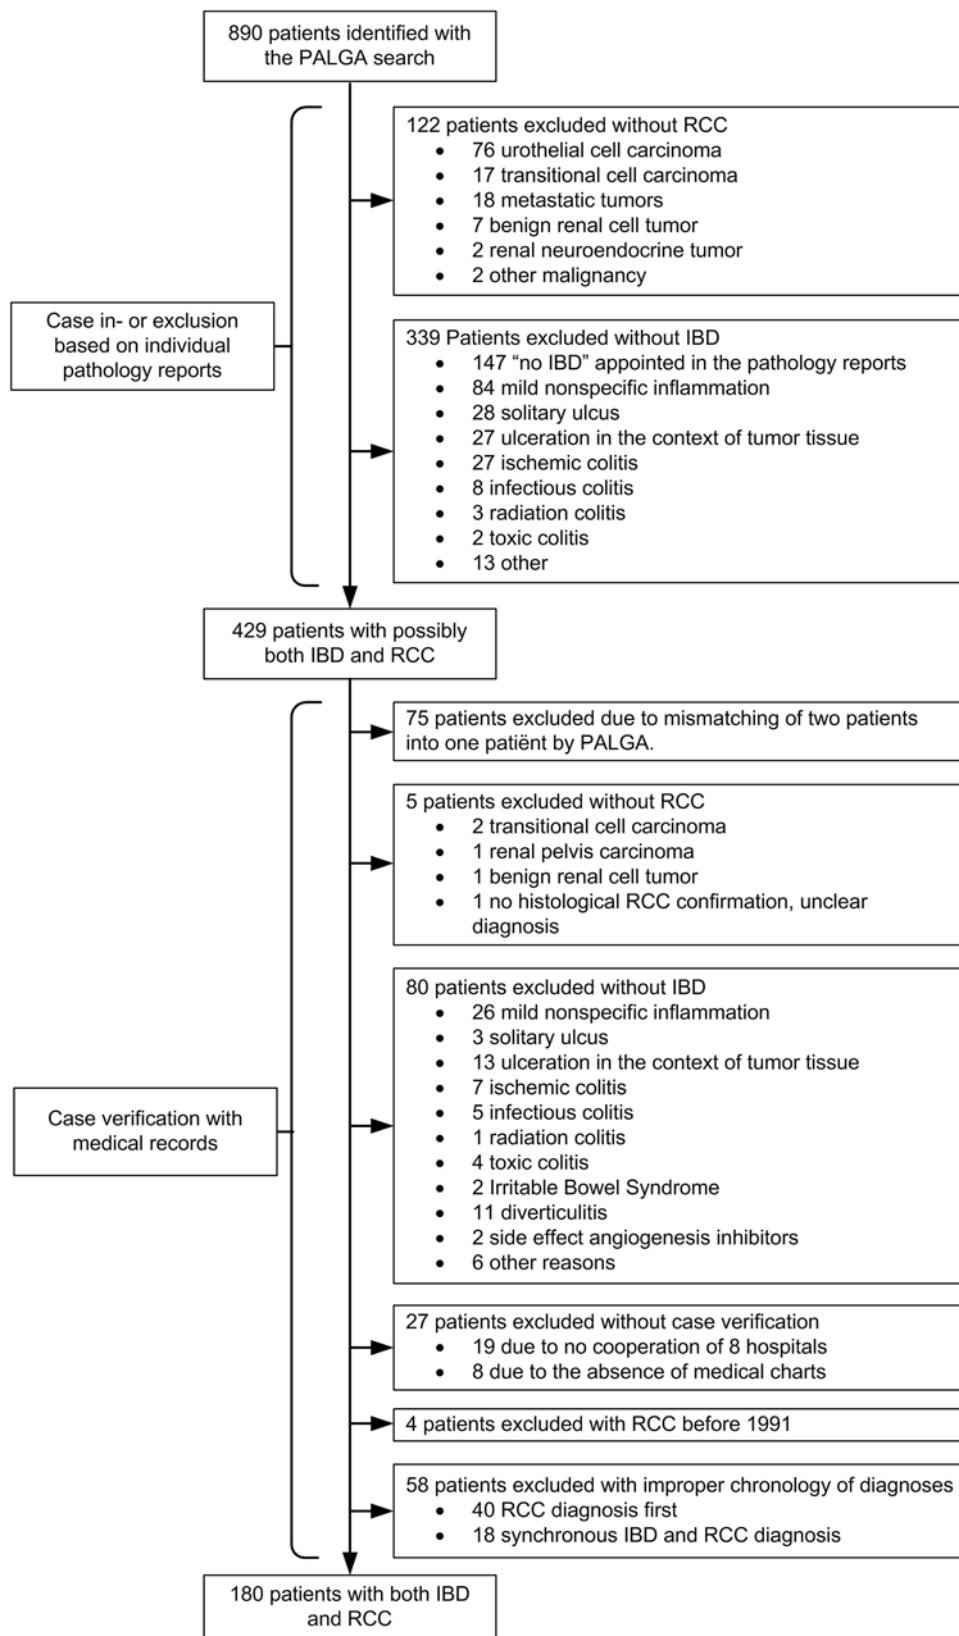 890 patients identified with
the PALGA search
122 patients excluded without RCC
• 76 urothelial cell carcinoma
• 17 transitional cell carcinoma
• 18 metastatic tumors
• 7 benign renal cell tumor
• 2 renal neuroendocrine tumor
• 2 other malignancy
Case in- or exclusion
based on individual
pathology reports
339 Patients excluded without IBD
• 147 “no IBD” appointed in the pathology reports
• 84 mild nonspecific inflammation
• 28 solitary ulcus
• 27 ulceration in the context of tumor tissue
• 27 ischemic colitis
• 8 infectious colitis
• 3 radiation colitis
• 2 toxic colitis
• 13 other
429 patients with possibly
both IBD and RCC
75 patients excluded due to mismatching of two patients
into one patiënt by PALGA.
5 patients excluded without RCC
• 2 transitional cell carcinoma
• 1 renal pelvis carcinoma
• 1 benign renal cell tumor
• 1 no histological RCC confirmation, unclear
diagnosis
80 patients excluded without IBD
• 26 mild nonspecific inflammation
• 3 solitary ulcus
• 13 ulceration in the context of tumor tissue
• 7 ischemic colitis
• 5 infectious colitis
• 1 radiation colitis
• 4 toxic colitis
• 2 Irritable Bowel Syndrome
• 11 diverticulitis
• 2 side effect angiogenesis inhibitors
• 6 other reasons
Case verification with
medical records
27 patients excluded without case verification
• 19 due to no cooperation of 8 hospitals
• 8 due to the absence of medical charts
4 patients excluded with RCC before 1991
58 patients excluded with improper chronology of diagnoses
• 40 RCC diagnosis first
• 18 synchronous IBD and RCC diagnosis
180 patients with both IBD
and RCC